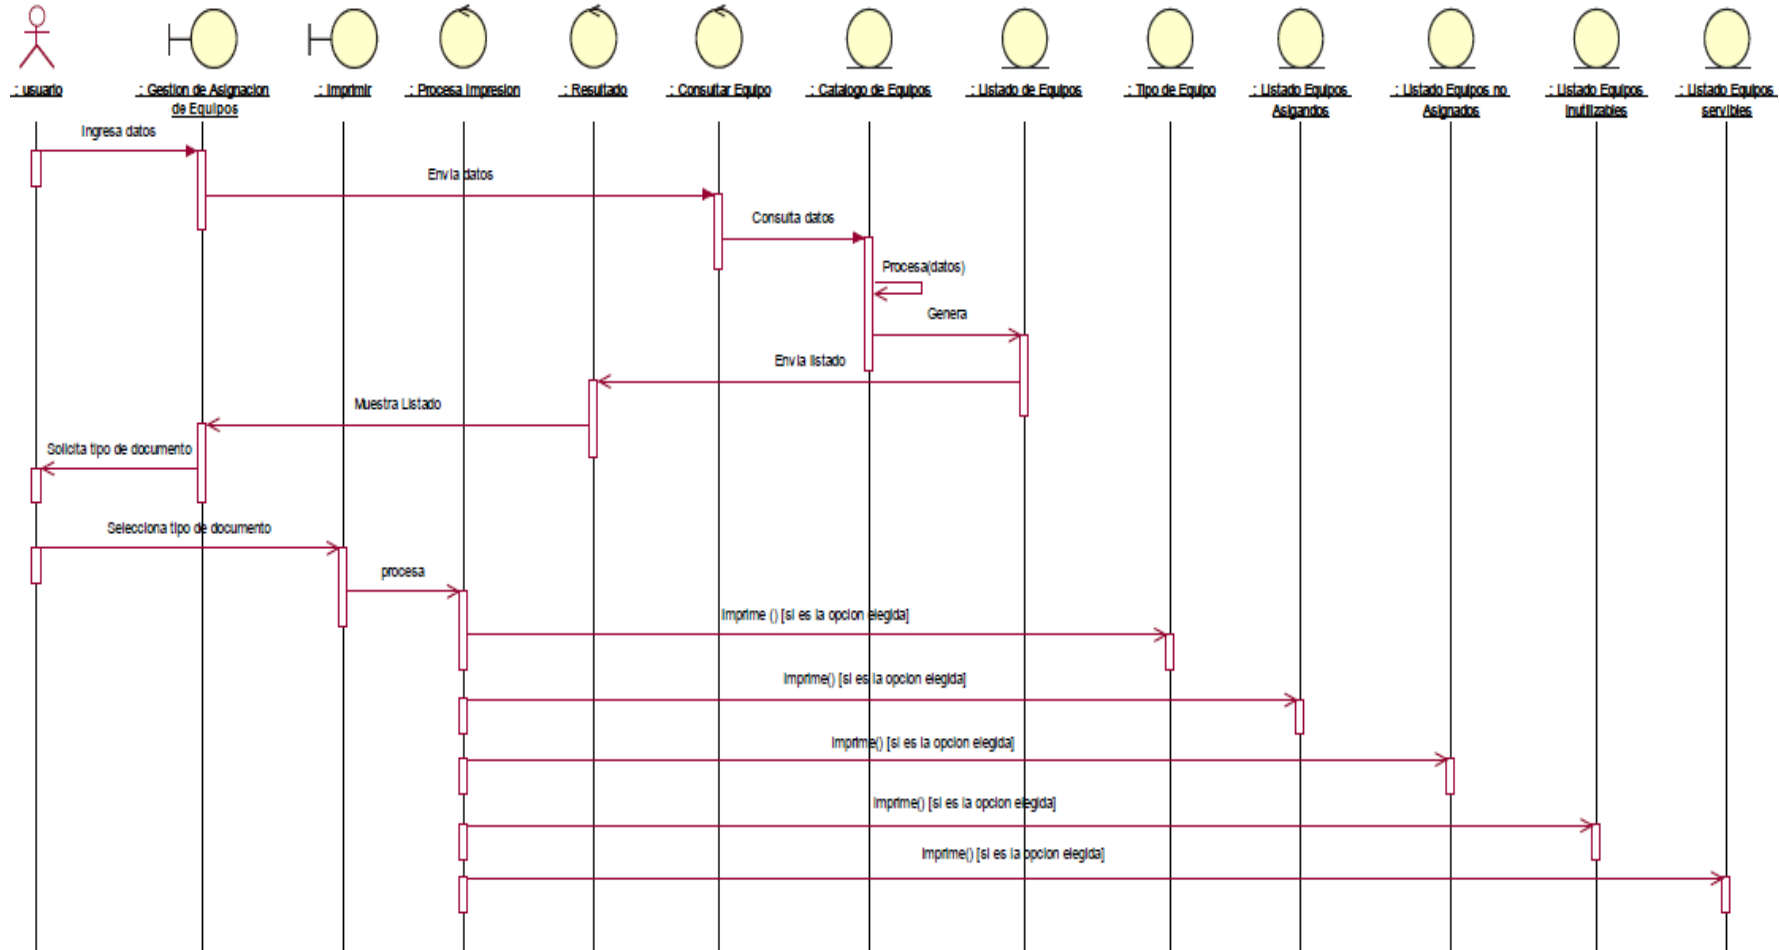 : usuario
: Gestion de Asignacion
de Equipos
: Imprimir
: Procesa Impresion
: Resultado
: Consultar Equipo
: Catalogo de Equipos
: Listado de Equipos
: Tipo de Equipo
: Listado Equipos
Asigandos
: Listado Equipos no
Asignados
: Listado Equipos
Inutilizables
: Listado Equipos
servibles
Ingresa datos
Envia datos
Consulta datos
Procesa(datos)
Genera
Envia listado
Muestra Listado
Solicita tipo de documento
Selecciona tipo de documento
procesa
Imprime () [si es la opcion elegida]
Imprime() [si es la opcion elegida]
Imprime() [si es la opcion elegida]
Imprime() [si es la opcion elegida]
Imprime() [si es la opcion elegida]